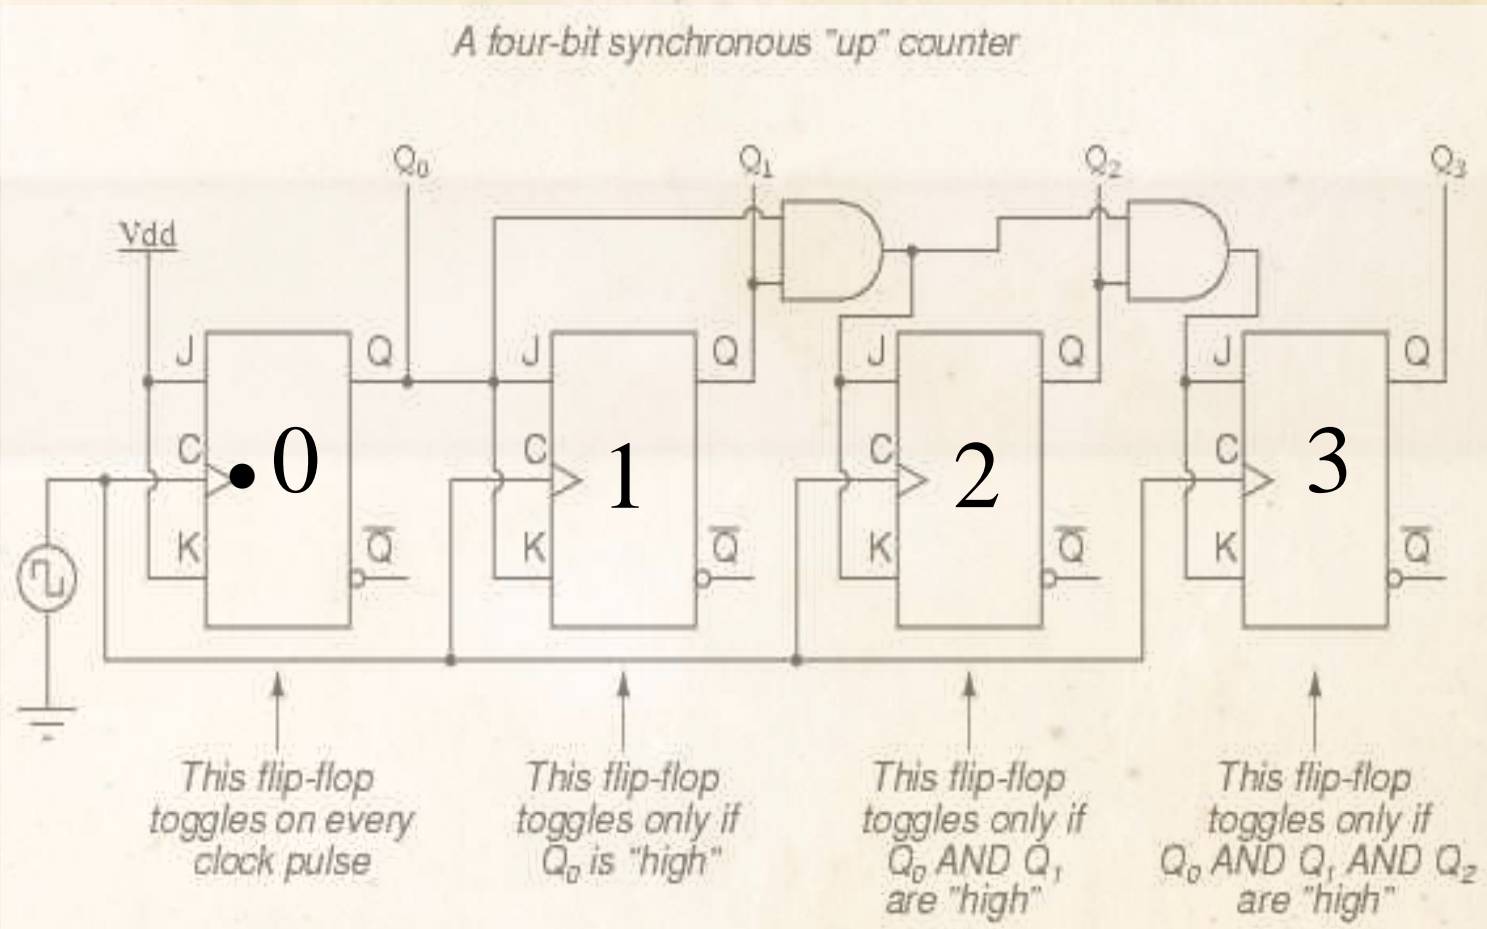 A four-bit synchronous "up" counter
Q0 Q1 Q2 Q3
Vdd
J Q J Q J Q J Q
C 0 C 1 C 2 C 3
K Q̅ K Q̅ K Q̅ K Q̅
This flip-flop
toggles on every
clock pulse
This flip-flop
toggles only if
Q0 is "high"
This flip-flop
toggles only if
Q0 AND Q1
are "high"
This flip-flop
toggles only if
Q0 AND Q1 AND Q2
are "high"